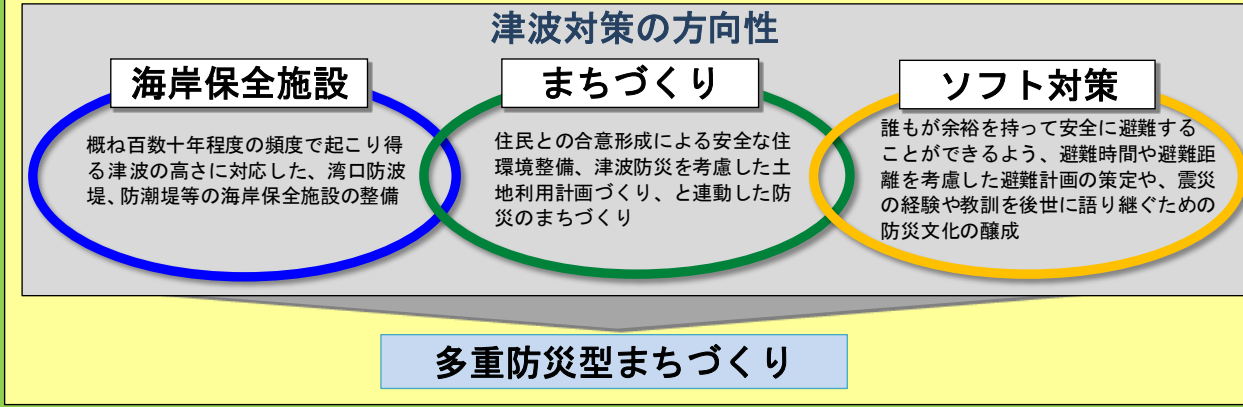 津波対策の方向性
海岸保全施設
概ね百数十年程度の頻度で起こり得
る津波の高さに対応した、湾口防波
堤、防潮堤等の海岸保全施設の整備
まちづくり
住民との合意形成による安全な住
環境整備、津波防災を考慮した土
地利用計画づくり、と連動した防
災のまちづくり
ソフト対策
誰もが余裕を持って安全に避難する
ことができるよう、避難時間や避難距
離を考慮した避難計画の策定や、震災
の経験や教訓を後世に語り継ぐための
防災文化の醸成
多重防災型まちづくり